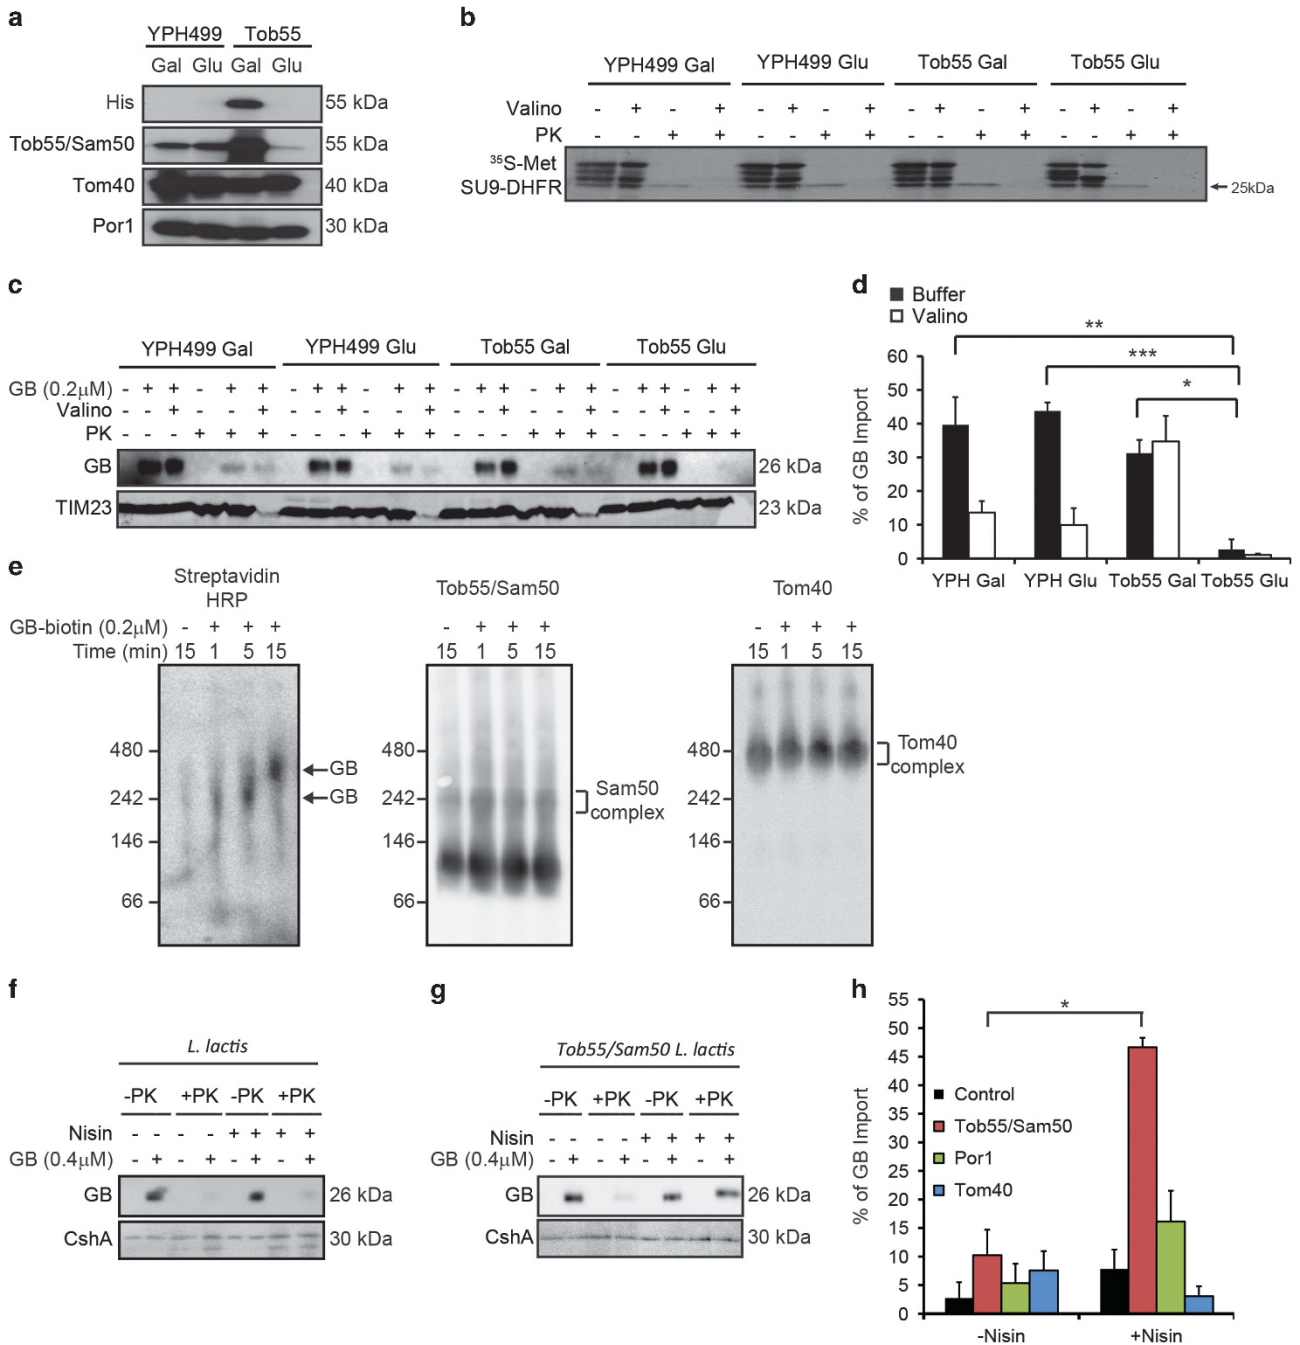 a
YPH499 Tob55
Gal Glu Gal Glu
His 55 kDa
Tob55/Sam50 55 kDa
Tom40 40 kDa
Por1 30 kDa
b
YPH499 Gal YPH499 Glu Tob55 Gal Tob55 Glu
Valino - + - + - + - + - + - + - + - +
PK - - + + - - + + - - + + - - + +
³⁵S-Met
SU9-DHFR 25kDa
c
YPH499 Gal YPH499 Glu Tob55 Gal Tob55 Glu
GB (0.2µM) - + + - + + - + + - + + - + + - + + - + + - + +
Valino - - + - - + - - + - - + - - + - - + - - + - - +
PK - - - + + + - - - + + + - - - + + + - - - + + +
GB 26 kDa
TIM23 23 kDa
d
Buffer
Valino
** 
***
*
% of GB Import
60
50
40
30
20
10
0
YPH Gal YPH Glu Tob55 Gal Tob55 Glu
e
Streptavidin
HRP
GB-biotin (0.2µM) - + + +
Time (min) 15 1 5 15
480
242
146
66
GB
GB
Tob55/Sam50
- + + +
15 1 5 15
480
242
146
66
Sam50
complex
Tom40
- + + +
15 1 5 15
480
242
146
66
Tom40
complex
f
L. lactis
-PK +PK -PK +PK
Nisin - - - - + + + +
GB (0.4µM) - + - + - + - +
GB 26 kDa
CshA 30 kDa
g
Tob55/Sam50 L. lactis
-PK +PK -PK +PK
Nisin - - - - + + + +
GB (0.4µM) - + - + - + - +
GB 26 kDa
CshA 30 kDa
h
*
Control
Tob55/Sam50
Por1
Tom40
% of GB Import
55
50
45
40
35
30
25
20
15
10
5
0
-Nisin +Nisin